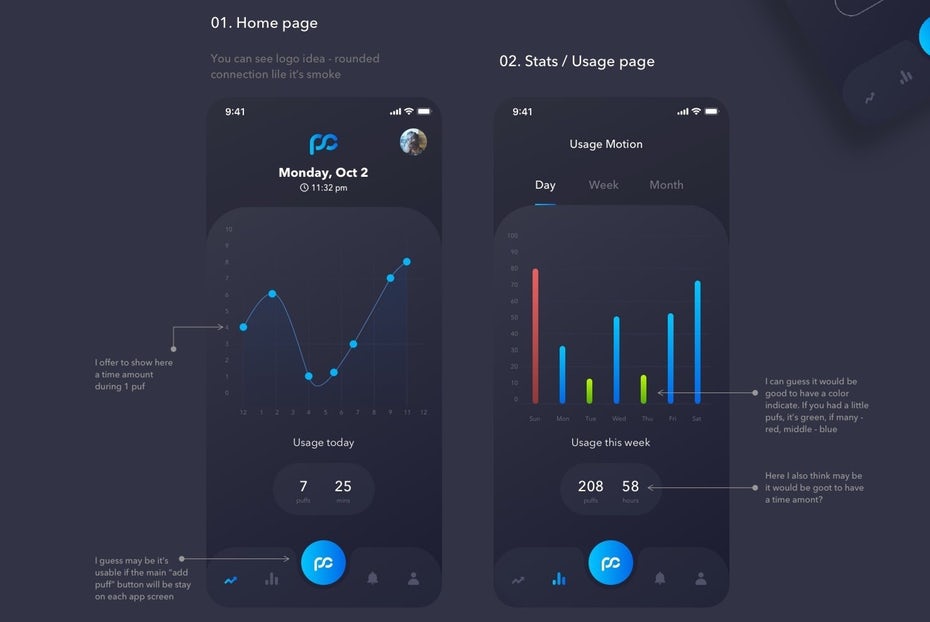 01. Home page
You can see logo idea - rounded
connection lile it's smoke
9:41
pc
Monday, Oct 2
11:32 pm
10
9
8
7
6
5
4
3
2
1
0
12 1 2 3 4 5 6 7 8 9 11 12
I offer to show here
a time amount
during 1 puf
Usage today
7 25
puffs mins
I guess may be it's
usable if the main "add
puff" button will be stay
on each app screen
pc
02. Stats / Usage page
9:41
Usage Motion
Day Week Month
100
90
80
70
60
50
40
30
20
10
0
Sun Mon Tue Wed Thu Fri Sat
I can guess it would be
good to have a color
indicate. If you had a little
pufs, it's green, if many -
red, middle - blue
Usage this week
208 58
puffs hours
Here I also think may be
it would be goot to have
a time amont?
pc